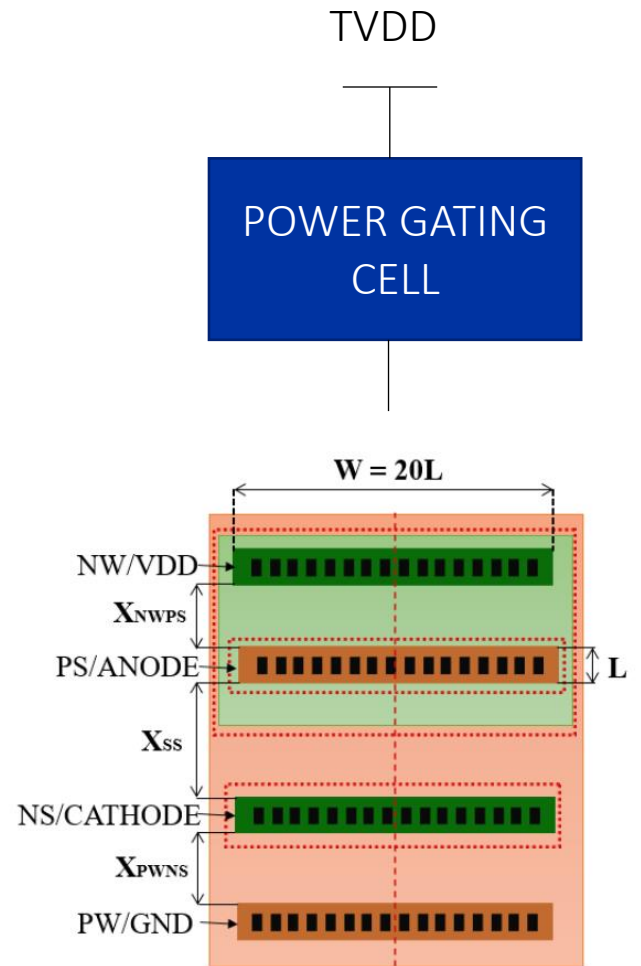 TVDD
POWER GATING
CELL
W = 20L
NW/VDD
XNWPS
PS/ANODE
L
XSS
NS/CATHODE
XPWNS
PW/GND